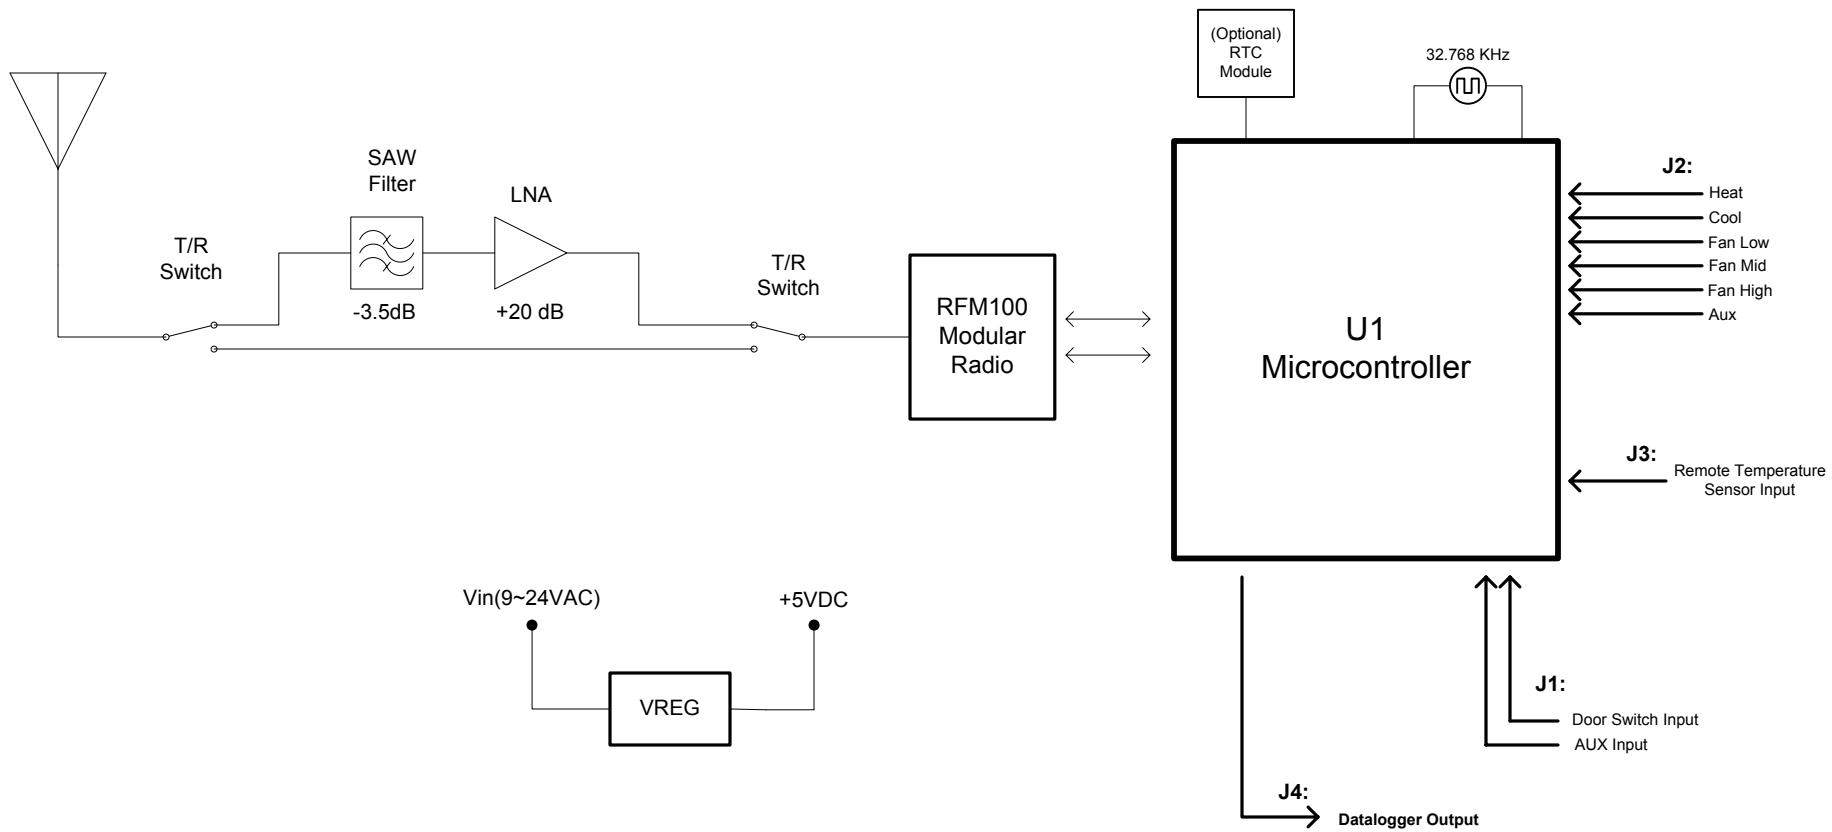 (Optional)
RTC
Module
32.768 KHz
SAW
Filter
LNA
T/R
Switch
-3.5dB
+20 dB
T/R
Switch
RFM100
Modular
Radio
U1
Microcontroller
J2:
Heat
Cool
Fan Low
Fan Mid
Fan High
Aux
J3:
Remote Temperature
Sensor Input
Vin(9~24VAC)
+5VDC
VREG
J1:
Door Switch Input
AUX Input
J4:
Datalogger Output